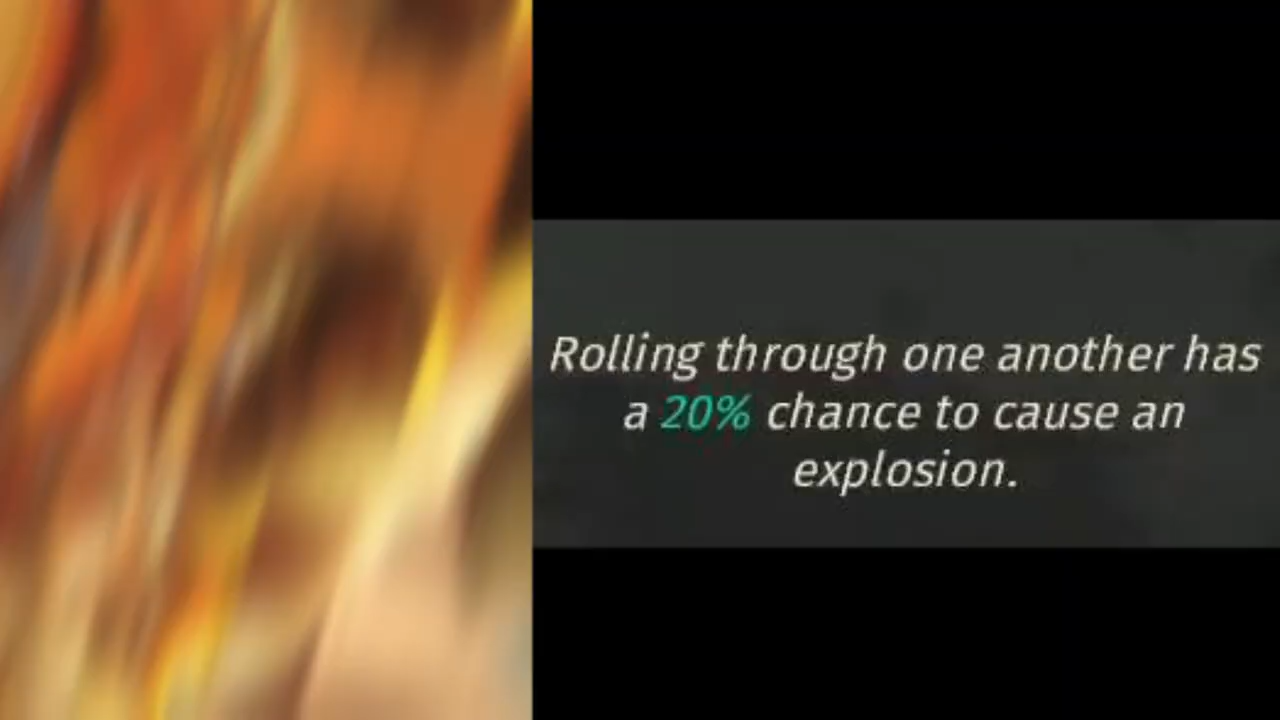 Rolling through one another has
a 20% chance to cause an
explosion.